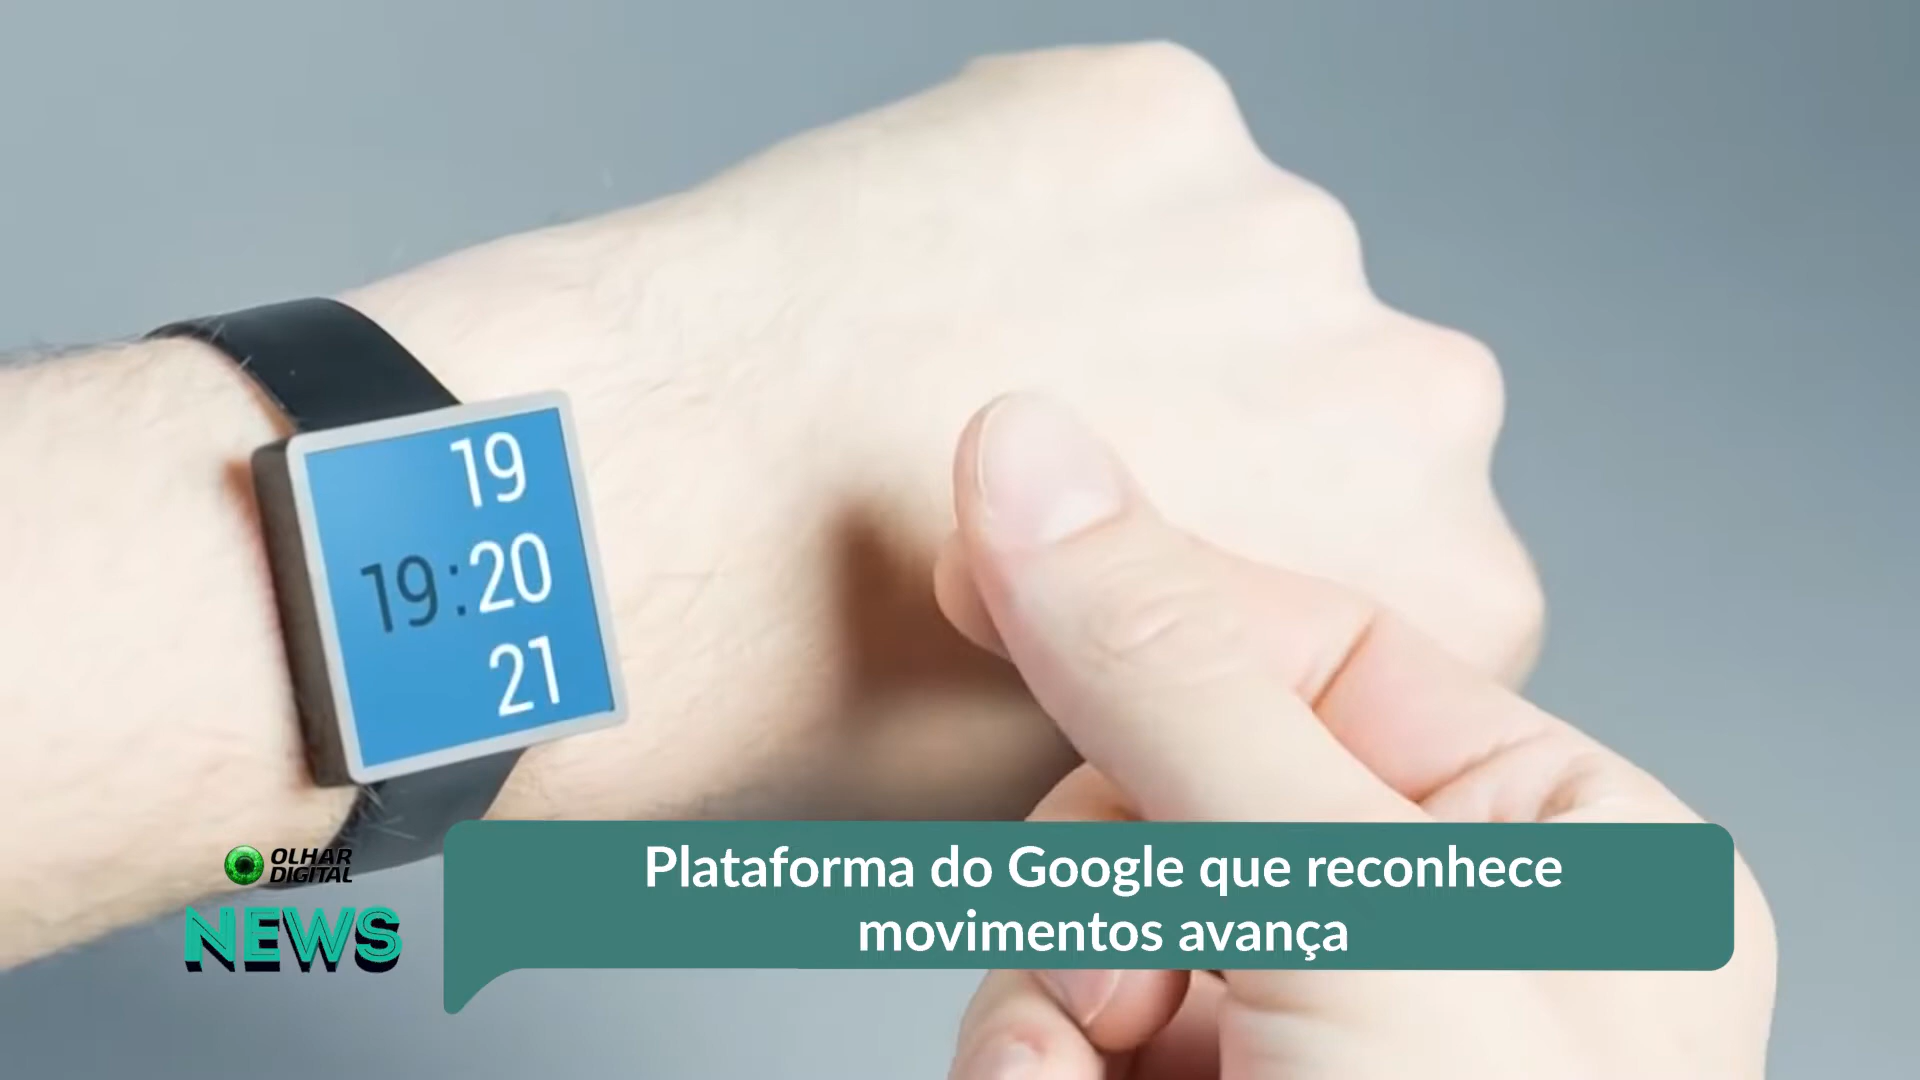 19
19:20
21
OLHAR
DIGITAL
NEWS
Plataforma do Google que reconhece
movimentos avança